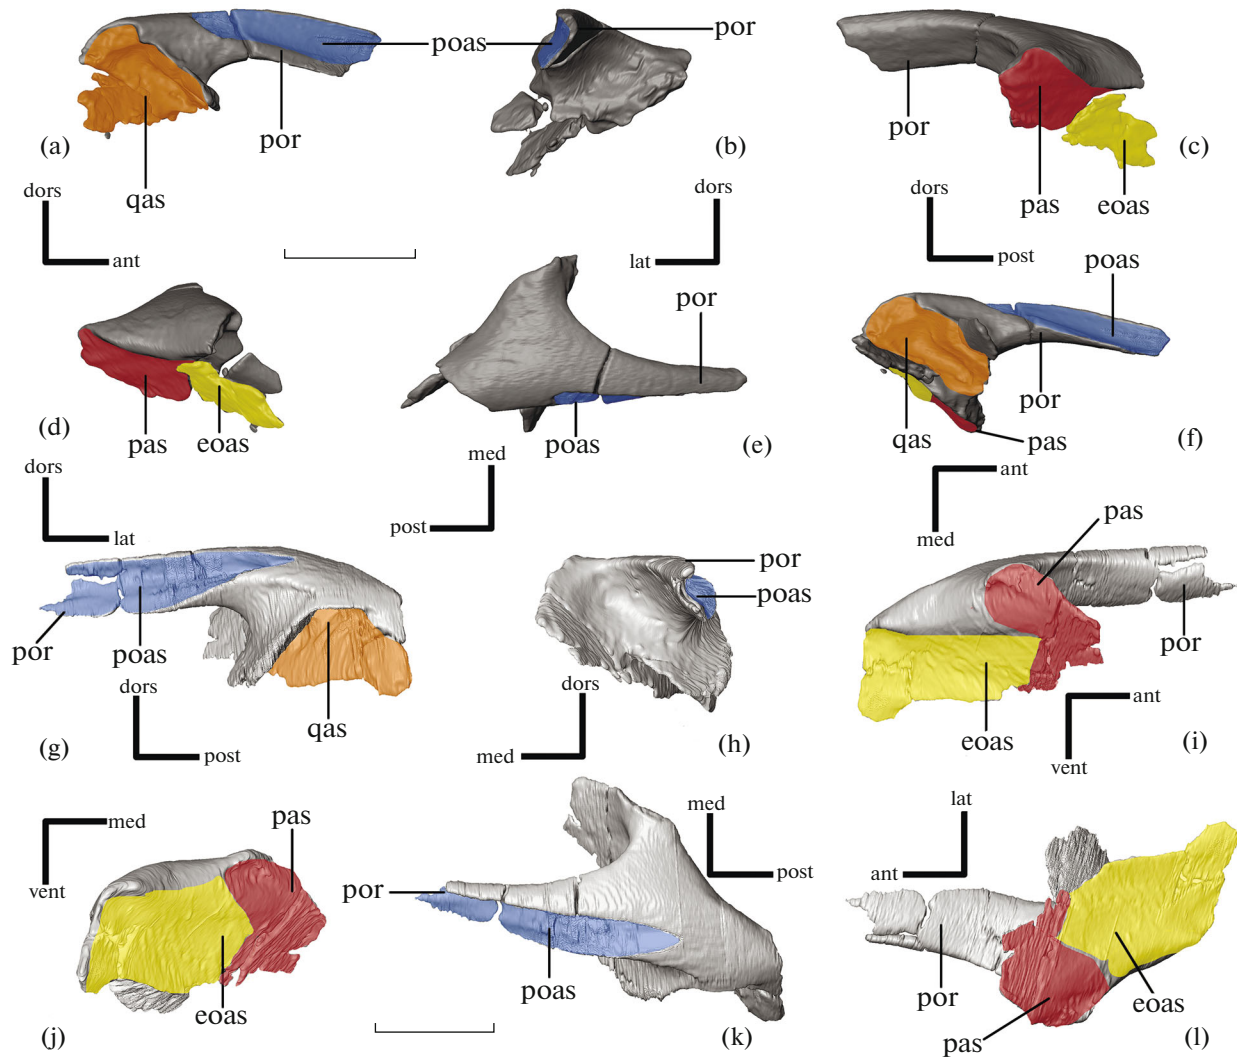 poas
por
por
por
(a)
(b)
(c)
qas
pas
eoas
dors
ant
dors
lat
dors
post
poas
por
por
qas
pas
(d)
pas
eoas
(e)
poas
(f)
dors
lat
med
post
ant
med
pas
por
poas
por
poas
qas
por
eoas
(g)
dors
post
(h)
dors
med
(i)
ant
vent
med
vent
pas
por
med
post
lat
ant
eoas
poas
por
pas
eoas
(j)
(k)
(l)